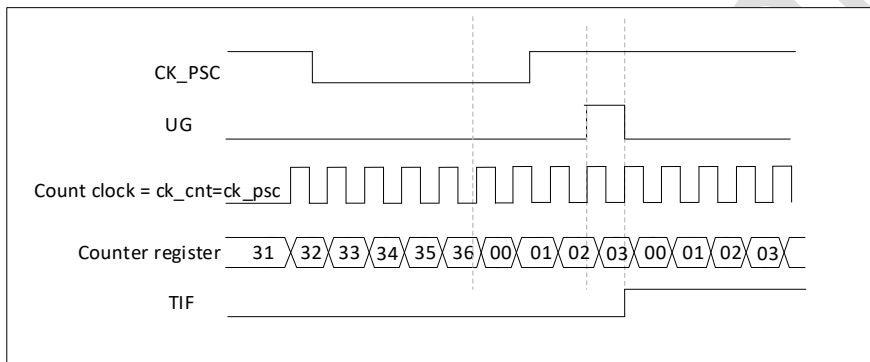 CK_PSC
UG
Count clock = ck_cnt=ck_psc
Counter register 31 32 33 34 35 36 00 01 02 03 00 01 02 03
TIF